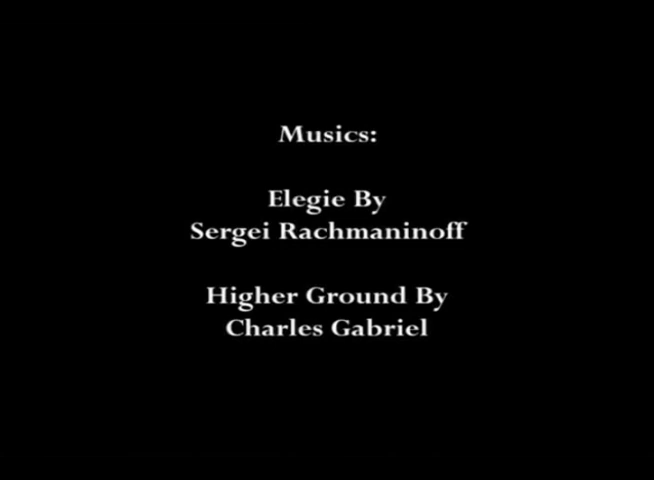 Musics:
Elegie By
Sergei Rachmaninoff
Higher Ground By
Charles Gabriel